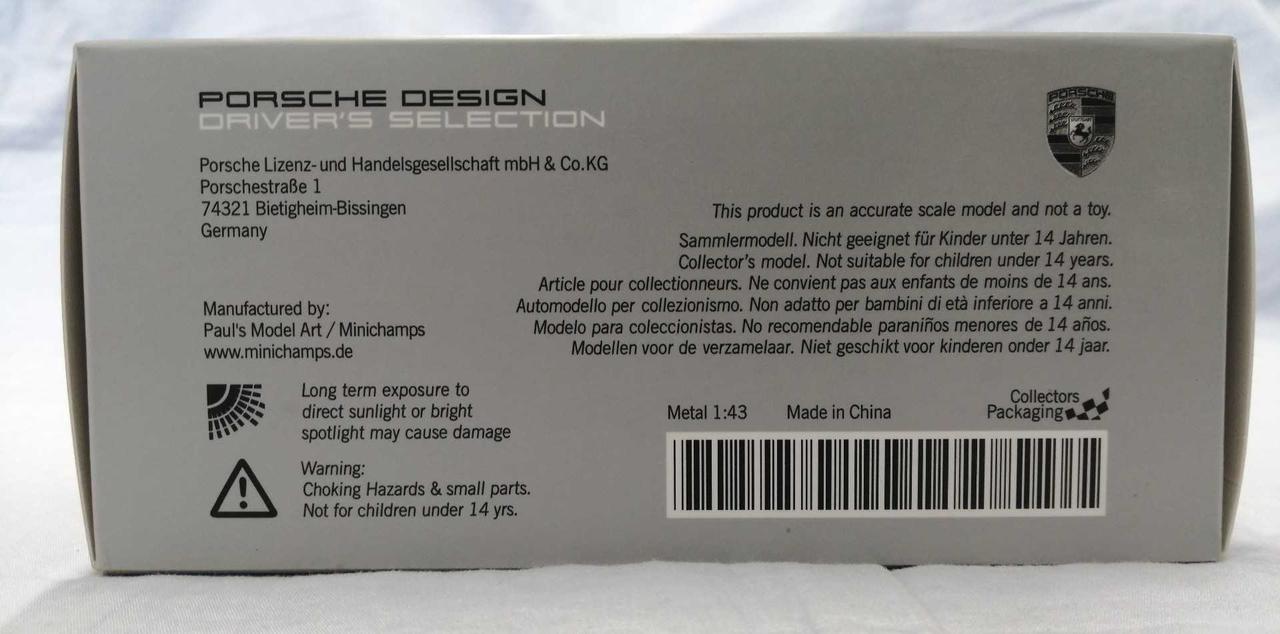 PORSCHE DESIGN
DRIVER'S SELECTION
Porsche Lizenz- und Handelsgesellschaft mbH & Co.KG
Porschestraße 1
74321 Bietigheim-Bissingen
Germany
Manufactured by:
Paul's Model Art / Minichamps
www.minichamps.de
Long term exposure to
direct sunlight or bright
spotlight may cause damage
Warning:
Choking Hazards & small parts.
Not for children under 14 yrs.
PORSCHE
This product is an accurate scale model and not a toy.
Sammlermodell. Nicht geeignet für Kinder unter 14 Jahren.
Collector's model. Not suitable for children under 14 years.
Article pour collectionneurs. Ne convient pas aux enfants de moins de 14 ans.
Automodello per collezionismo. Non adatto per bambini di età inferiore a 14 anni.
Modelo para coleccionistas. No recomendable paraniños menores de 14 años.
Modellen voor de verzamelaar. Niet geschikt voor kinderen onder 14 jaar.
Collectors
Packaging
Metal 1:43 Made in China